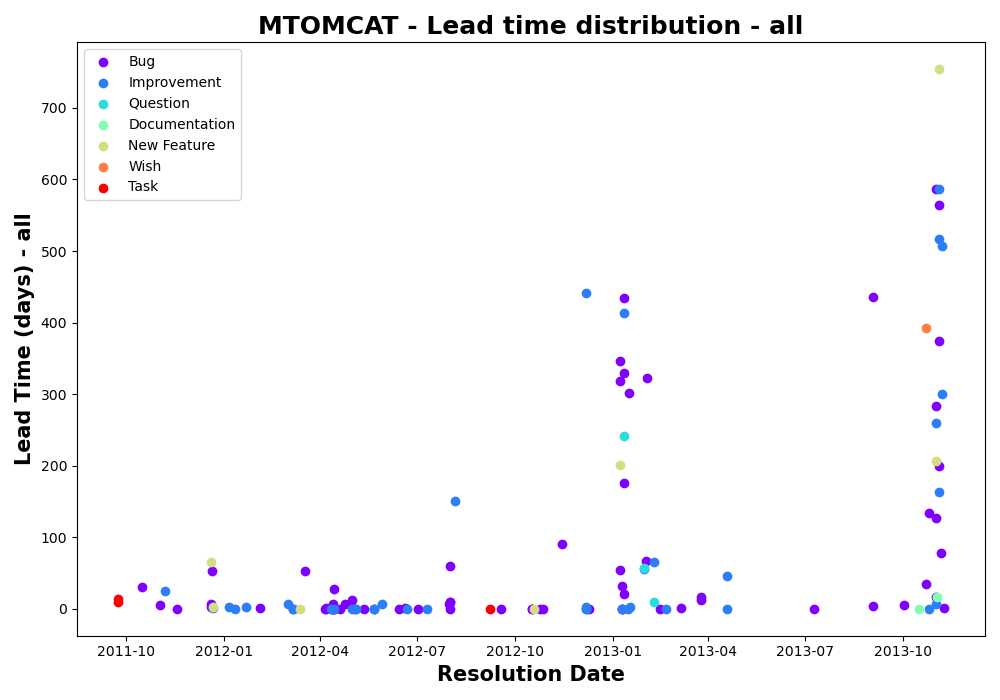 MTOMCAT - Lead time distribution - all
Bug
Improvement
Question
Documentation
New Feature
Wish
Task
Lead Time (days) - all
700
600
500
400
300
200
100
0
2011-10 2012-01 2012-04 2012-07 2012-10 2013-01 2013-04 2013-07 2013-10
Resolution Date